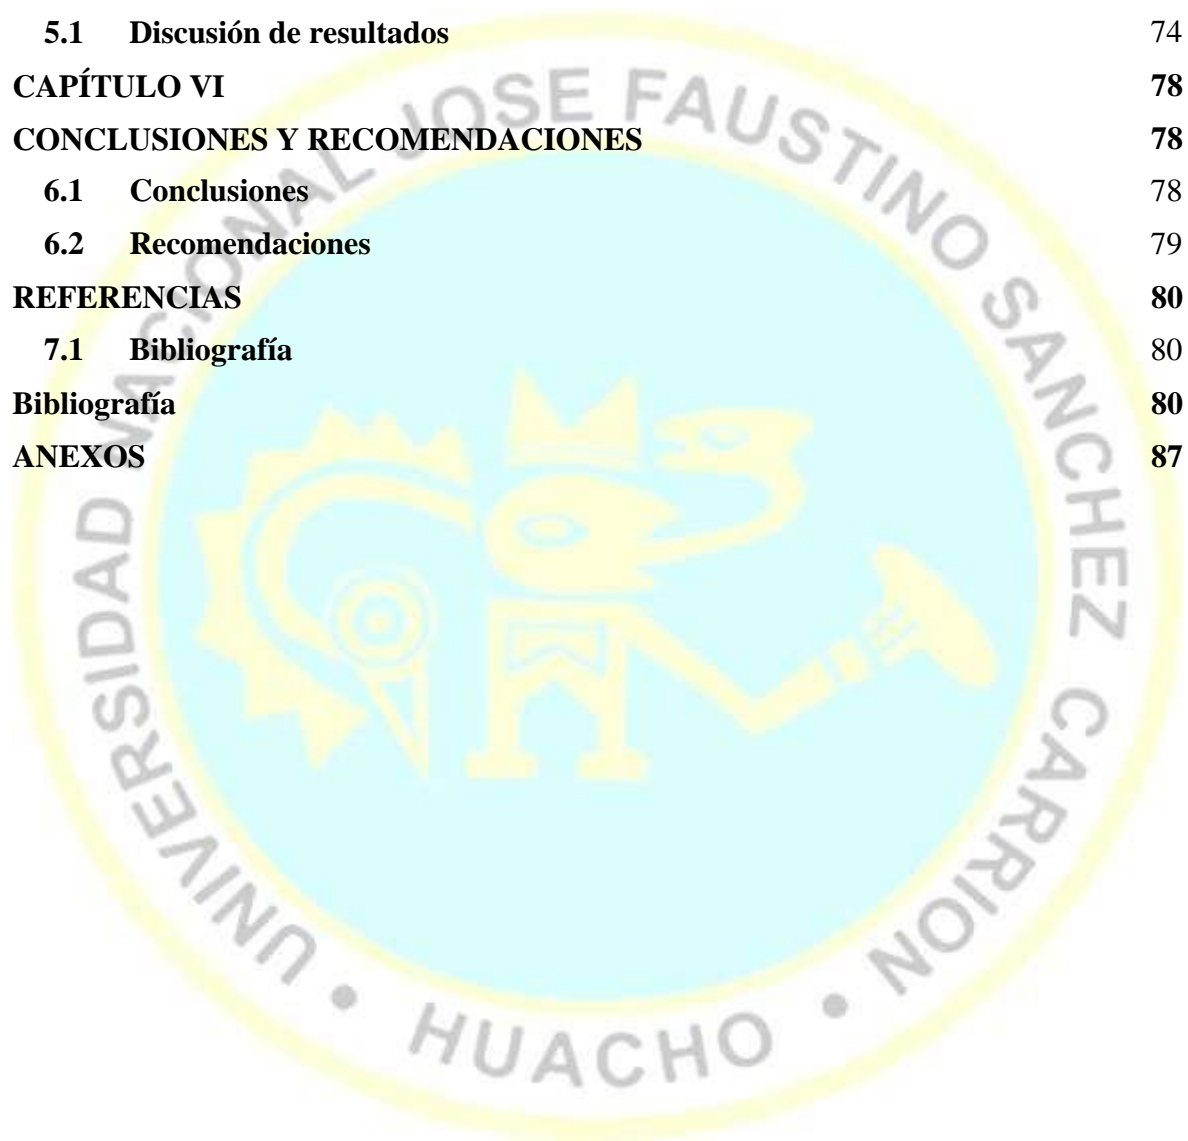 5.1 Discusión de resultados 74
CAPÍTULO VI 78
CONCLUSIONES Y RECOMENDACIONES 78
6.1 Conclusiones 78
6.2 Recomendaciones 79
REFERENCIAS 80
7.1 Bibliografía 80
Bibliografía 80
ANEXOS 87
UNIVERSIDAD NACIONAL JOSE FAUSTINO SANCHEZ CARRION • HUACHO •